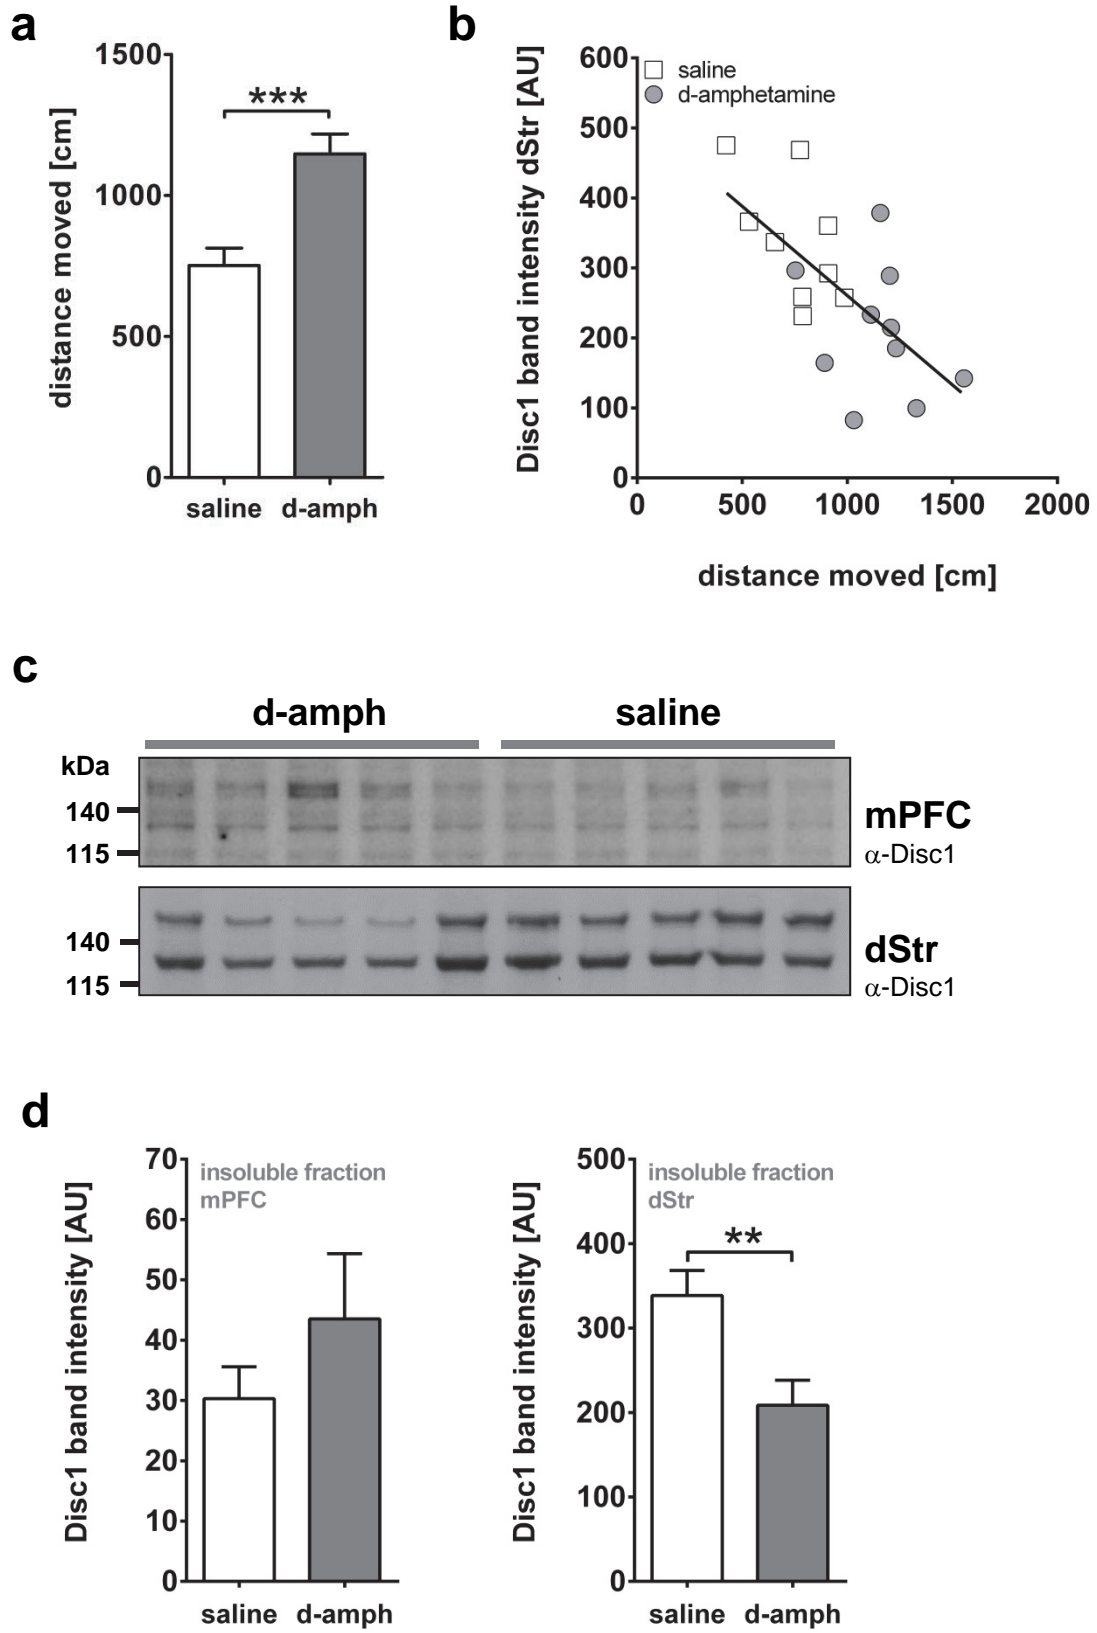 a
distance moved [cm]
1500
1000
500
0
***
saline d-amph
b
Disc1 band intensity dStr [AU]
600
500
400
300
200
100
0
saline
d-amphetamine
0 500 1000 1500 2000
distance moved [cm]
c
d-amph saline
kDa
140
115
mPFC
α-Disc1
140
115
dStr
α-Disc1
d
Disc1 band intensity [AU]
70
60
50
40
30
20
10
0
insoluble fraction
mPFC
saline d-amph
Disc1 band intensity [AU]
500
400
300
200
100
0
insoluble fraction
dStr
**
saline d-amph